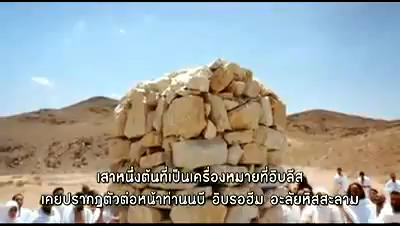 เสาหนึ่งต้นที่เป็นเครื่องหมายที่อิบลีส
เคยปรากฏตัวต่อหน้าท่านนบี อิบรอฮีม อะลัยฮิสสะลาม